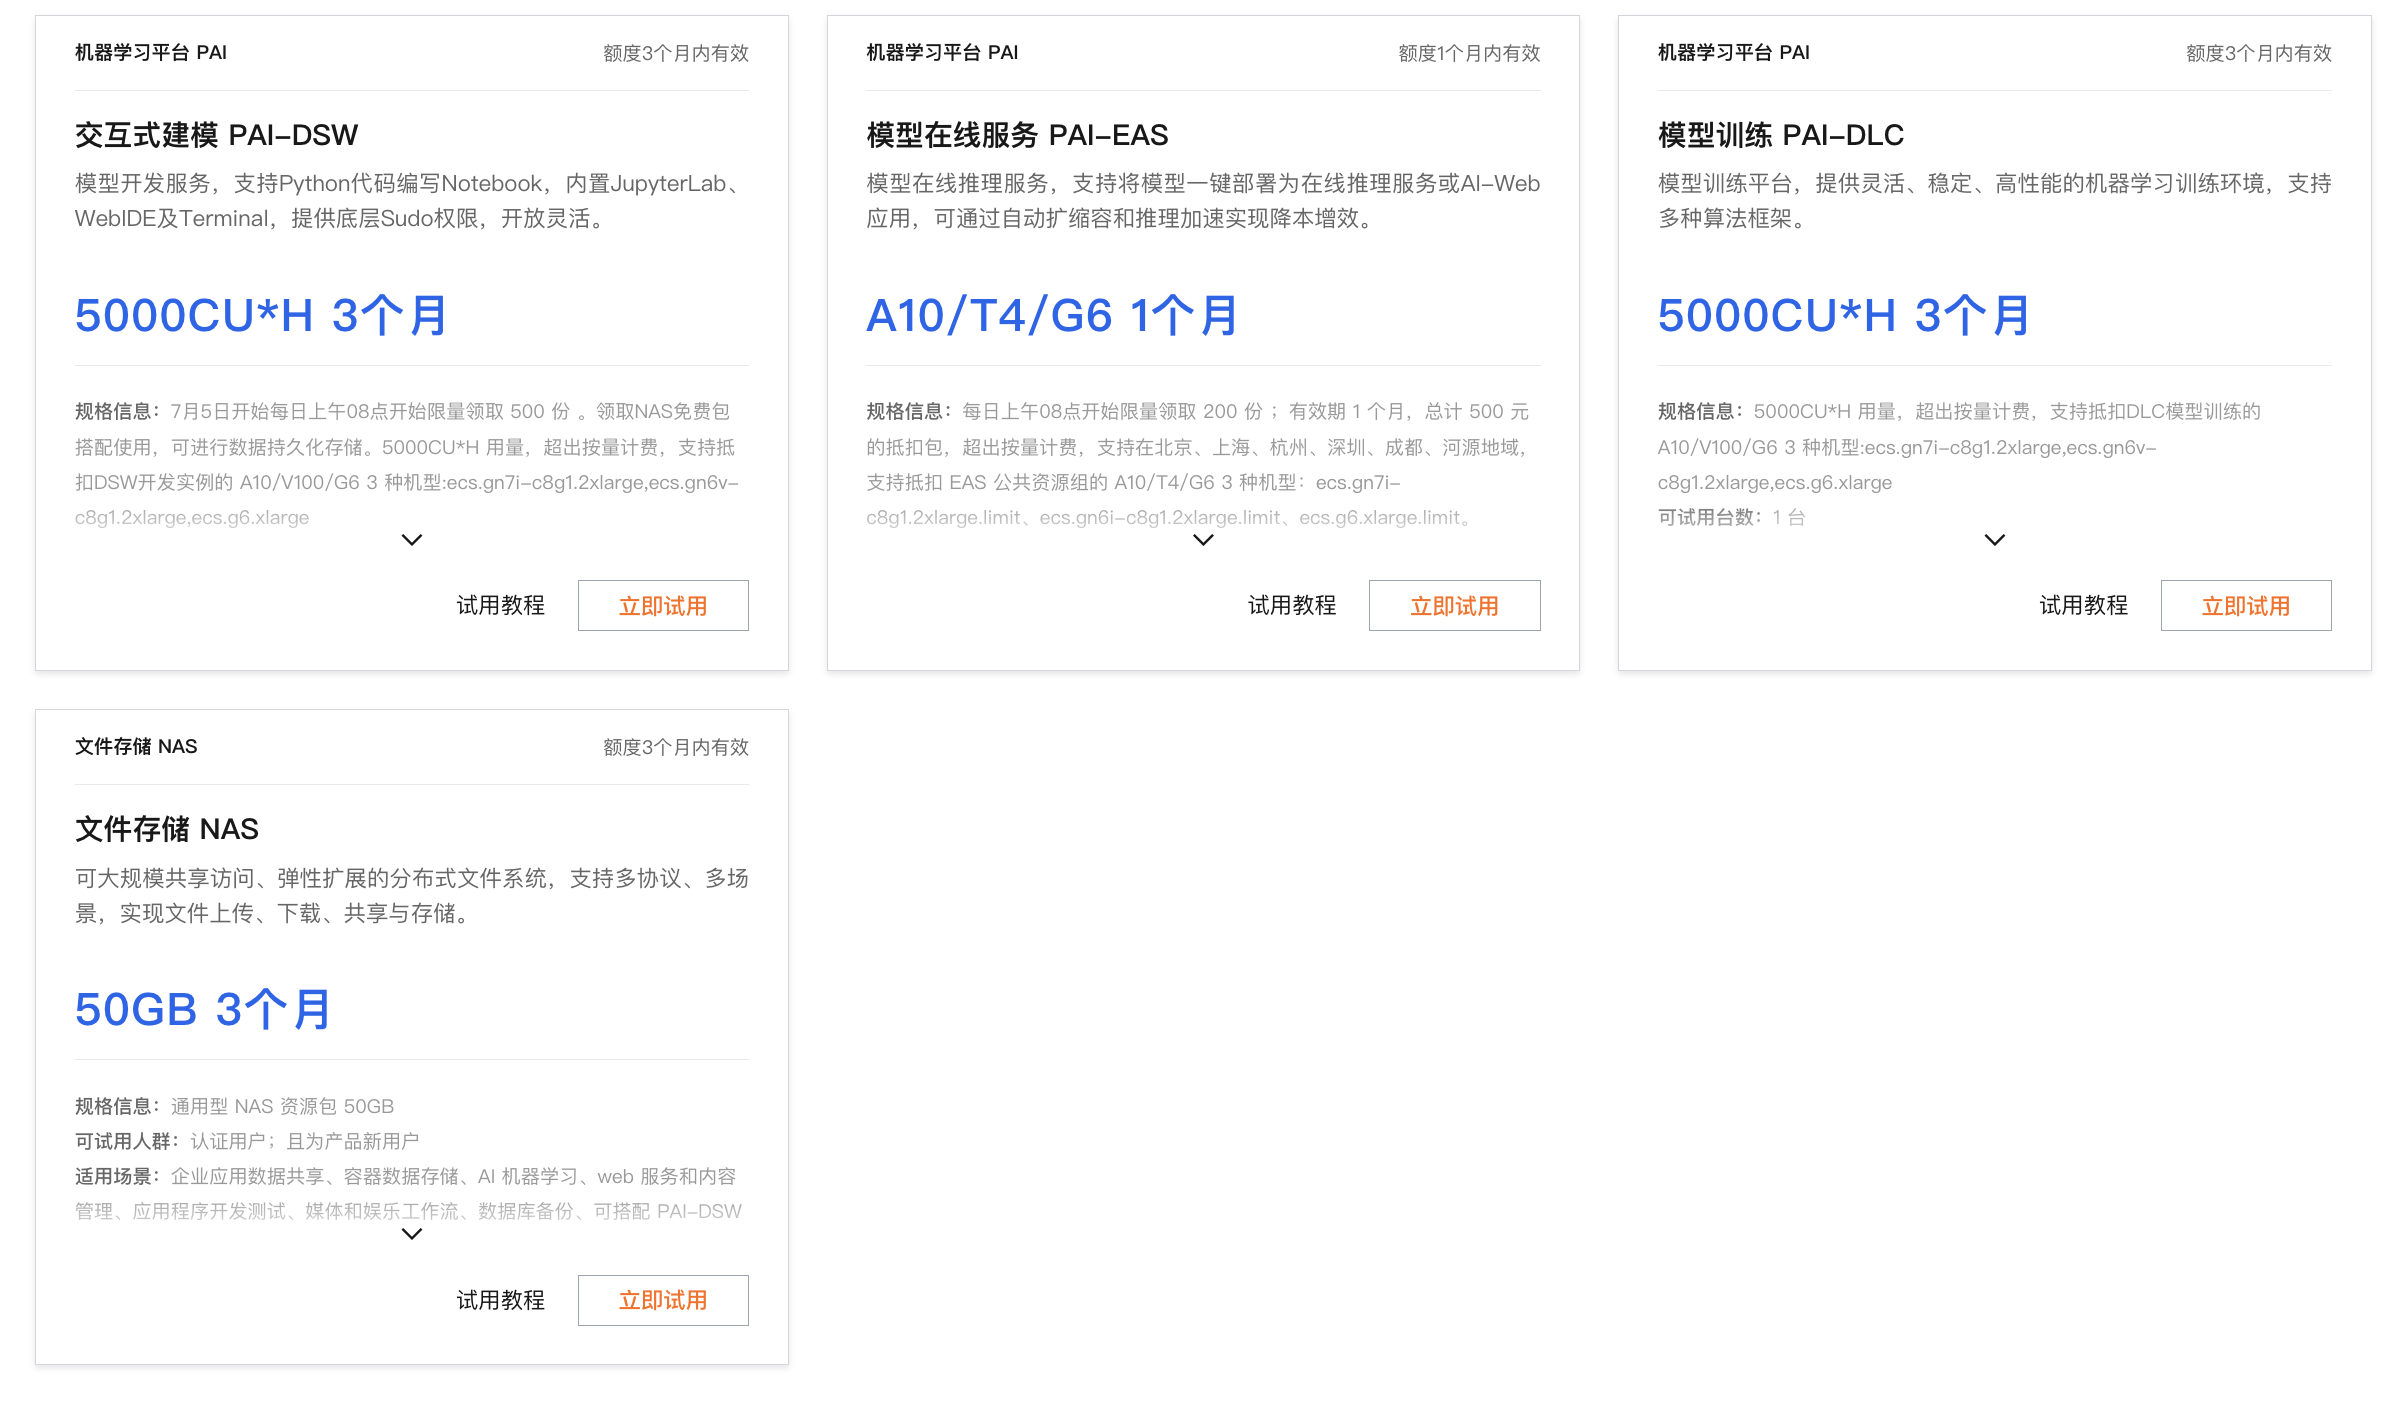 机器学习平台 PAI
额度3个月内有效
交互式建模 PAI-DSW
模型开发服务，支持Python代码编写Notebook，内置JupyterLab、
WebIDE及Terminal，提供底层Sudo权限，开放灵活。
5000CU*H 3个月
规格信息：7月5日开始每日上午08点开始限量领取 500 份 。领取NAS免费包
搭配使用，可进行数据持久化存储。5000CU*H 用量，超出按量计费，支持抵
扣DSW开发实例的 A10/V100/G6 3 种机型:ecs.gn7i-c8g1.2xlarge,ecs.gn6v-
c8g1.2xlarge,ecs.g6.xlarge
试用教程
立即试用
机器学习平台 PAI
额度1个月内有效
模型在线服务 PAI-EAS
模型在线推理服务，支持将模型一键部署为在线推理服务或AI-Web
应用，可通过自动扩缩容和推理加速实现降本增效。
A10/T4/G6 1个月
规格信息：每日上午08点开始限量领取 200 份 ；有效期 1 个月，总计 500 元
的抵扣包，超出按量计费，支持在北京、上海、杭州、深圳、成都、河源地域，
支持抵扣 EAS 公共资源组的 A10/T4/G6 3 种机型：ecs.gn7i-
c8g1.2xlarge.limit、ecs.gn6i-c8g1.2xlarge.limit、ecs.g6.xlarge.limit。
试用教程
立即试用
机器学习平台 PAI
额度3个月内有效
模型训练 PAI-DLC
模型训练平台，提供灵活、稳定、高性能的机器学习训练环境，支持
多种算法框架。
5000CU*H 3个月
规格信息：5000CU*H 用量，超出按量计费，支持抵扣DLC模型训练的
A10/V100/G6 3 种机型:ecs.gn7i-c8g1.2xlarge,ecs.gn6v-
c8g1.2xlarge,ecs.g6.xlarge
可试用台数：1 台
试用教程
立即试用
文件存储 NAS
额度3个月内有效
文件存储 NAS
可大规模共享访问、弹性扩展的分布式文件系统，支持多协议、多场
景，实现文件上传、下载、共享与存储。
50GB 3个月
规格信息：通用型 NAS 资源包 50GB
可试用人群：认证用户；且为产品新用户
适用场景：企业应用数据共享、容器数据存储、AI 机器学习、web 服务和内容
管理、应用程序开发测试、媒体和娱乐工作流、数据库备份、可搭配 PAI-DSW
试用教程
立即试用